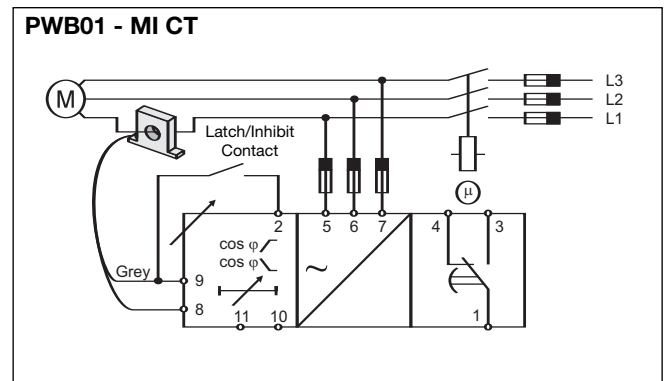 PWB01 - MI CT
L3
M
L2
L1
Latch/Inhibit
Contact
μ
2
5
6
7
4
3
cos φ
cos φ
~
Grey
9
8
11
10
1